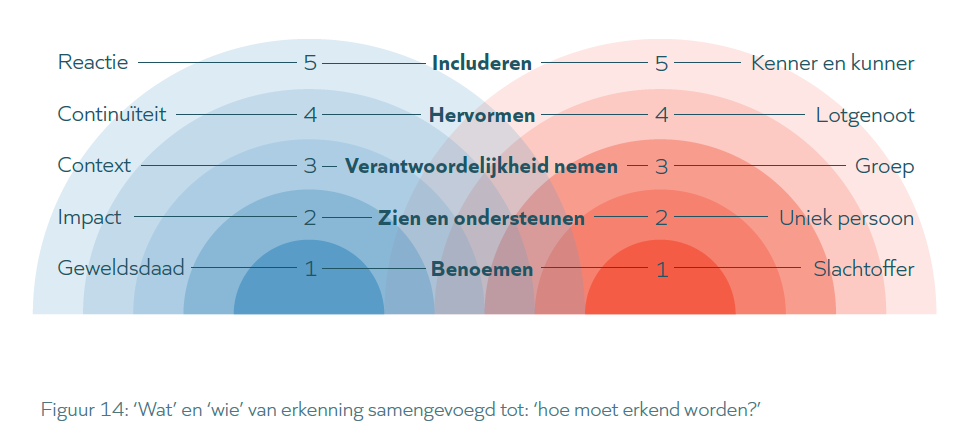 Reactie 5 Includeren 5 Kenner en kunner
Continuïteit 4 Hervormen 4 Lotgenoot
Context 3 Verantwoordelijkheid nemen 3 Groep
Impact 2 Zien en ondersteunen 2 Uniek persoon
Geweldsdaad 1 Benoemen 1 Slachtoffer
Figuur 14: ‘Wat’ en ‘wie’ van erkenning samengevoegd tot: ‘hoe moet erkend worden?’